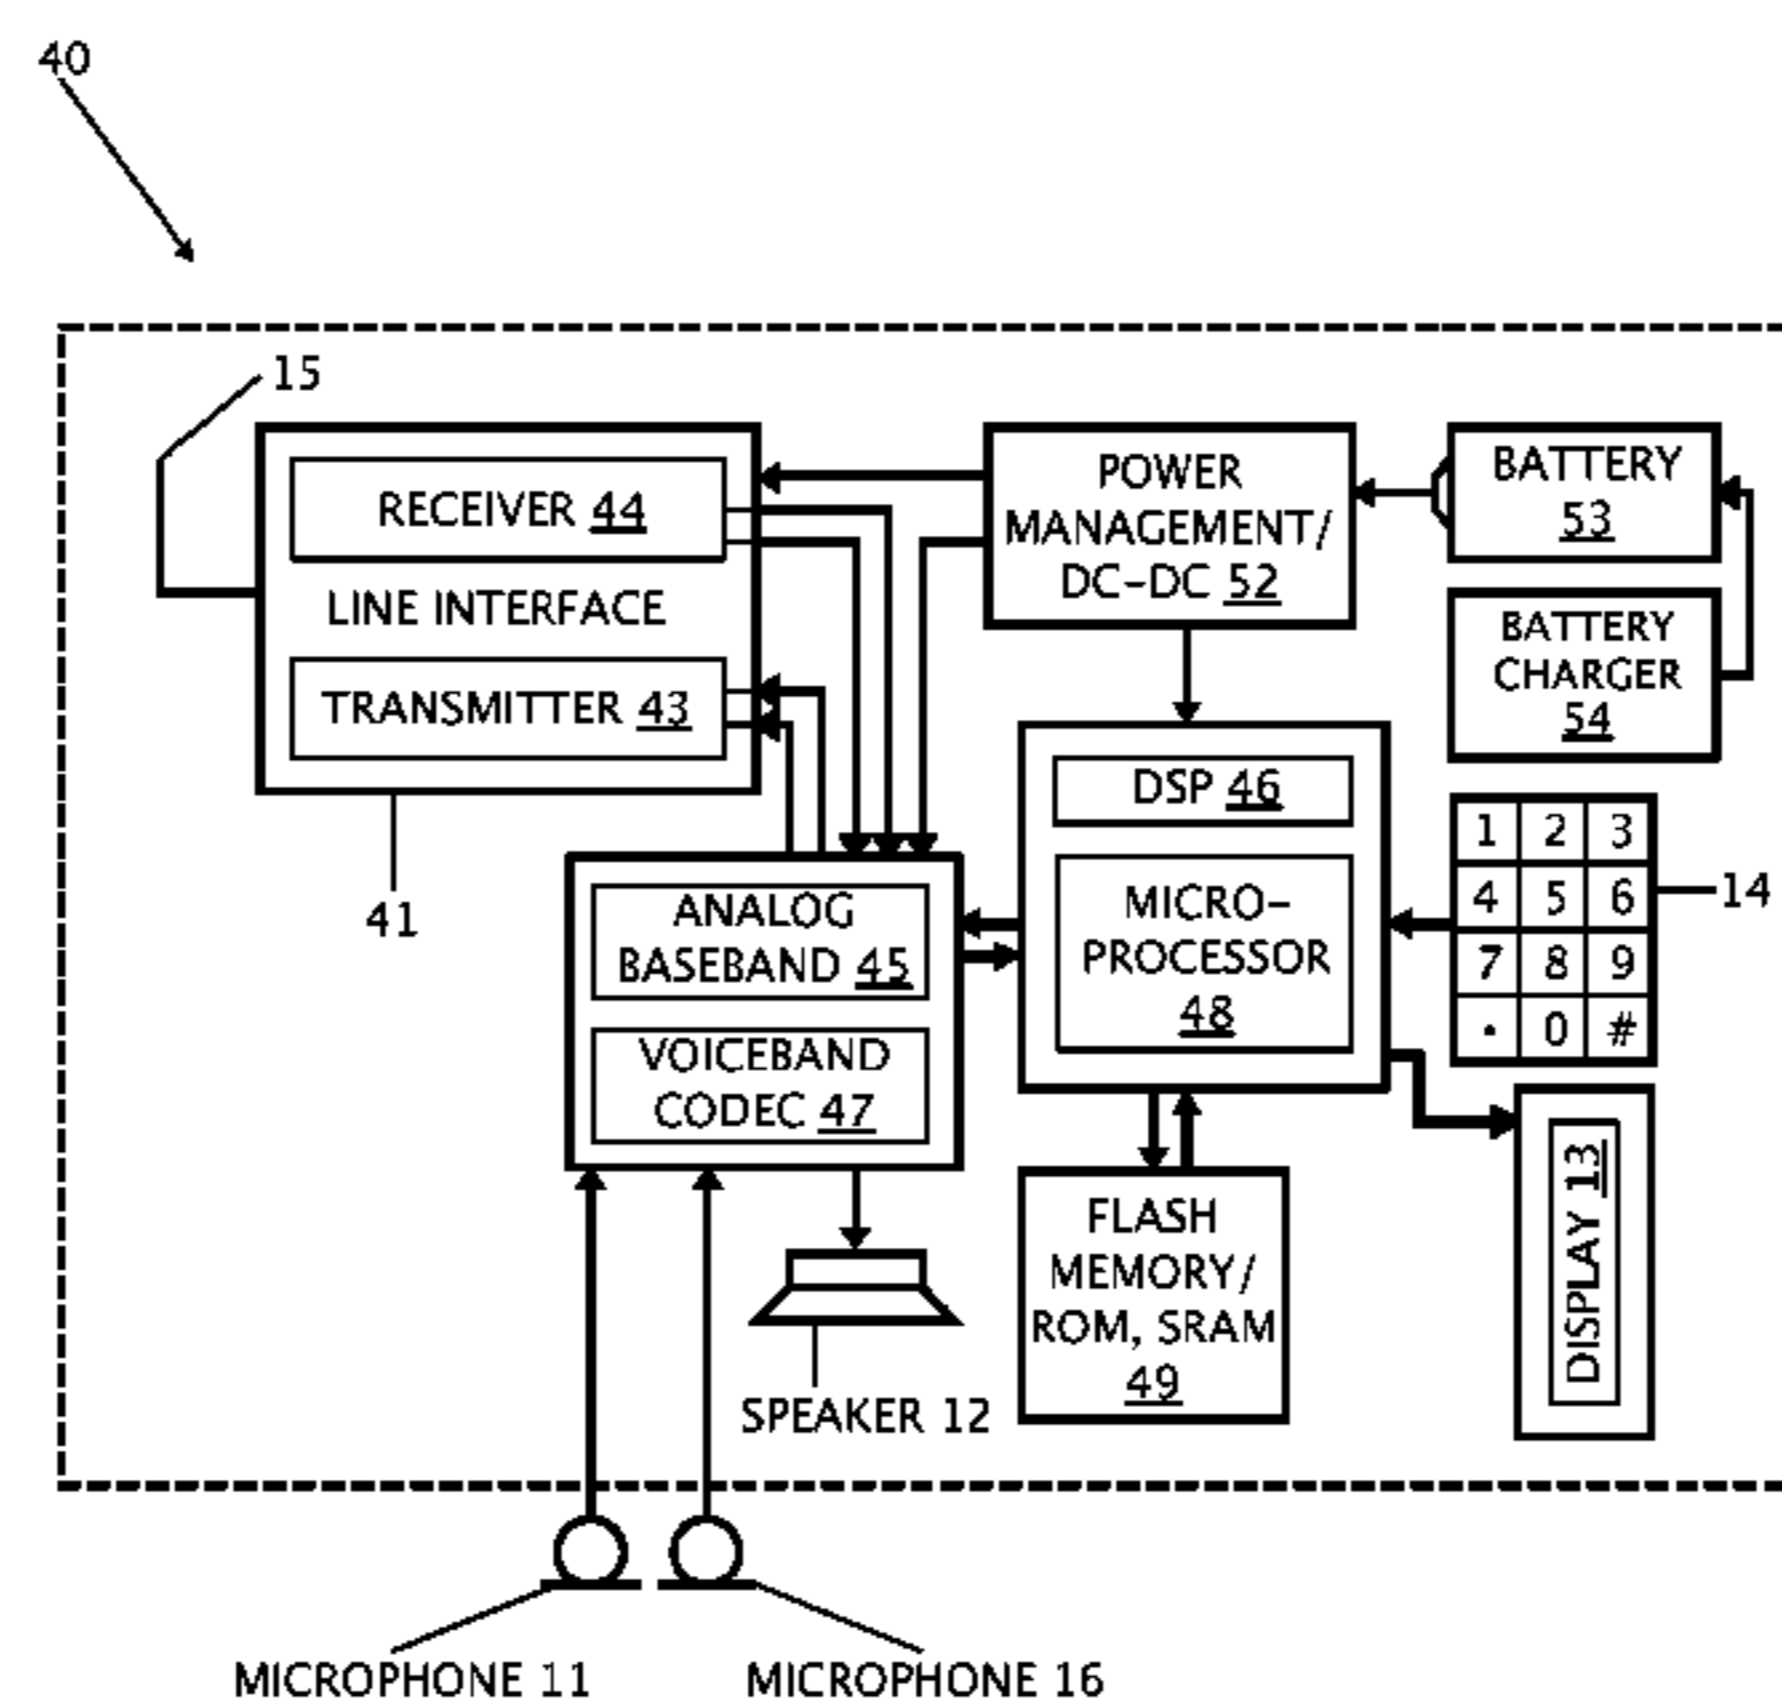 40
15
RECEIVER 44
LINE INTERFACE
TRANSMITTER 43
41
POWER
MANAGEMENT/
DC-DC 52
BATTERY
53
BATTERY
CHARGER
54
DSP 46
MICRO-
PROCESSOR
48
1 2 3
4 5 6
7 8 9
· 0 #
14
ANALOG
BASEBAND 45
VOICEBAND
CODEC 47
FLASH
MEMORY/
ROM, SRAM
49
DISPLAY 13
SPEAKER 12
MICROPHONE 11
MICROPHONE 16